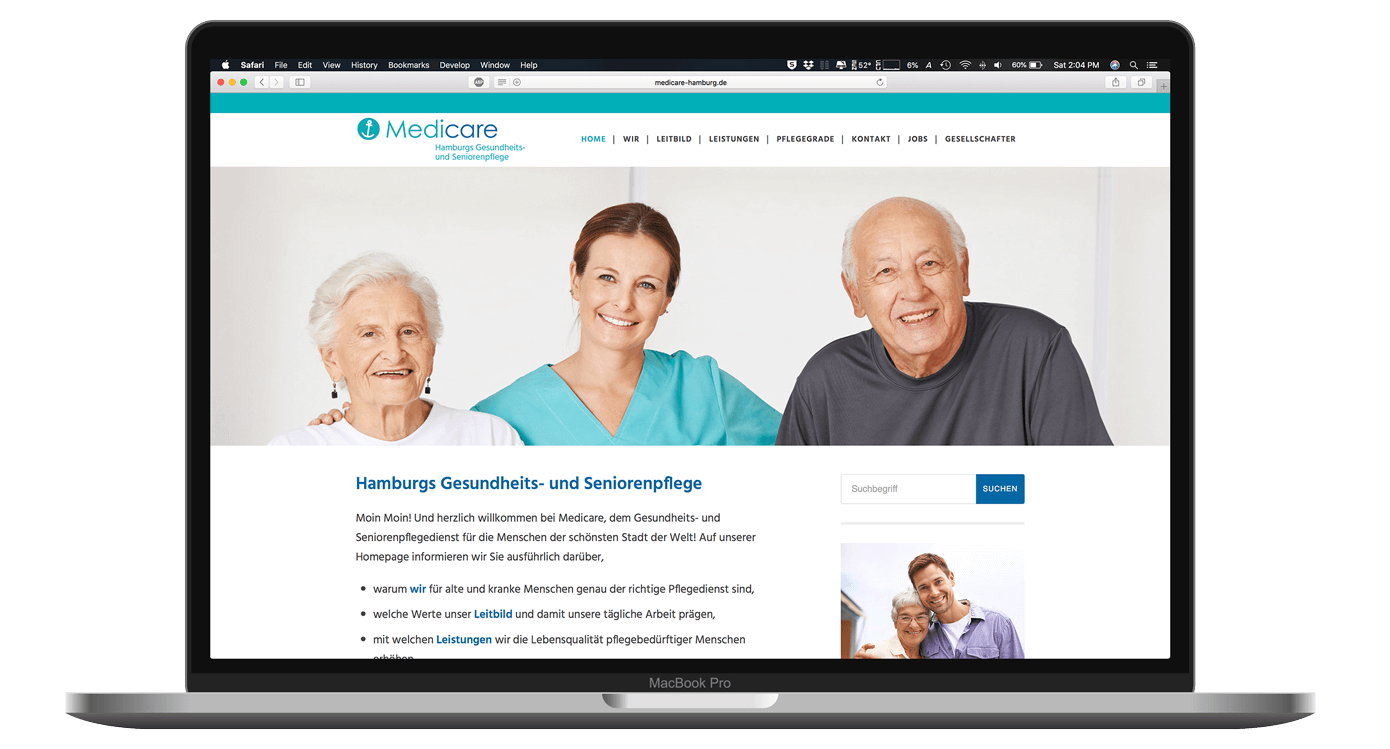 Safari File Edit View History Bookmarks Develop Window Help 52° 6% 60% Sat 2:04 PM
ABP medicare-hamburg.de
Medicare
Hamburgs Gesundheits-
und Seniorenpflege
HOME | WIR | LEITBILD | LEISTUNGEN | PFLEGEGRADE | KONTAKT | JOBS | GESELLSCHAFTER
Hamburgs Gesundheits- und Seniorenpflege
Moin Moin! Und herzlich willkommen bei Medicare, dem Gesundheits- und
Seniorenpflegedienst für die Menschen der schönsten Stadt der Welt! Auf unserer
Homepage informieren wir Sie ausführlich darüber,
• warum wir für alte und kranke Menschen genau der richtige Pflegedienst sind,
• welche Werte unser Leitbild und damit unsere tägliche Arbeit prägen,
• mit welchen Leistungen wir die Lebensqualität pflegebedürftiger Menschen
erhöhen
Suchbegriff SUCHEN
MacBook Pro